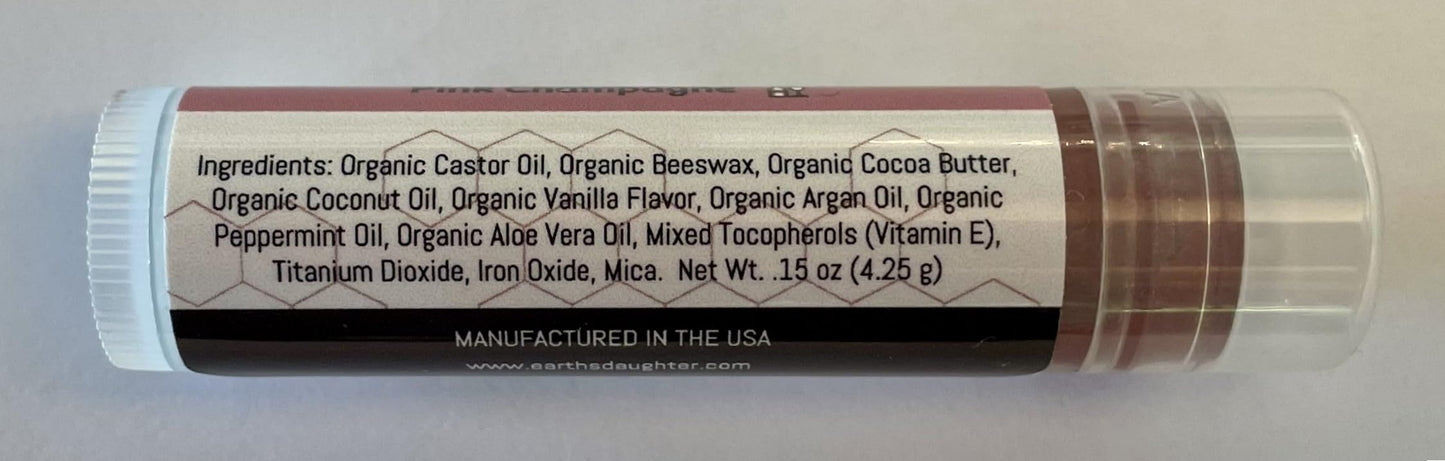 Pink Champagne
Ingredients: Organic Castor Oil, Organic Beeswax, Organic Cocoa Butter,
Organic Coconut Oil, Organic Vanilla Flavor, Organic Argan Oil, Organic
Peppermint Oil, Organic Aloe Vera Oil, Mixed Tocopherols (Vitamin E),
Titanium Dioxide, Iron Oxide, Mica. Net Wt. .15 oz (4.25 g)
MANUFACTURED IN THE USA
www.earthsdaughter.com